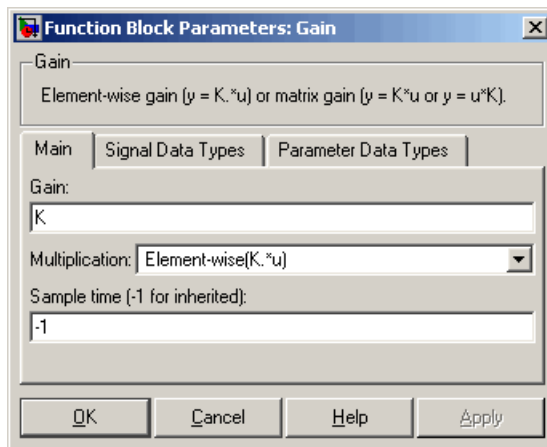 Function Block Parameters: Gain
Gain
Element-wise gain (y = K.*u) or matrix gain (y = K*u or y = u*K).
Main Signal Data Types Parameter Data Types
Gain:
K
Multiplication: Element-wise(K.*u)
Sample time (-1 for inherited):
-1
OK Cancel Help Apply